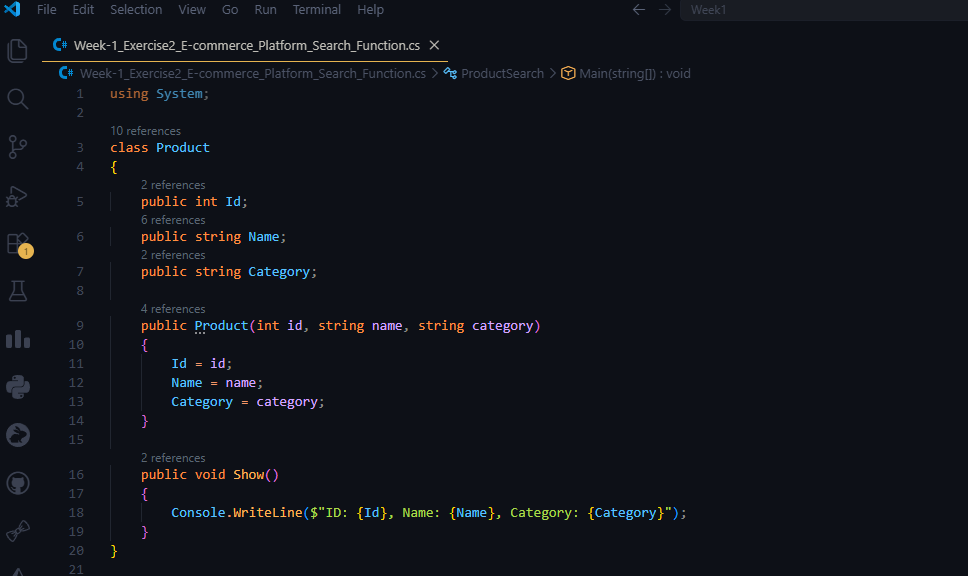 File Edit Selection View Go Run Terminal Help Week1
C# Week-1_Exercise2_E-commerce_Platform_Search_Function.cs
C# Week-1_Exercise2_E-commerce_Platform_Search_Function.cs > ProductSearch > Main(string[]) : void
1 using System;
2
10 references
3 class Product
4 {
2 references
5 public int Id;
6 references
6 public string Name;
2 references
7 public string Category;
8
4 references
9 public Product(int id, string name, string category)
10 {
11 Id = id;
12 Name = name;
13 Category = category;
14 }
15
2 references
16 public void Show()
17 {
18 Console.WriteLine($"ID: {Id}, Name: {Name}, Category: {Category}");
19 }
20 }
21
1